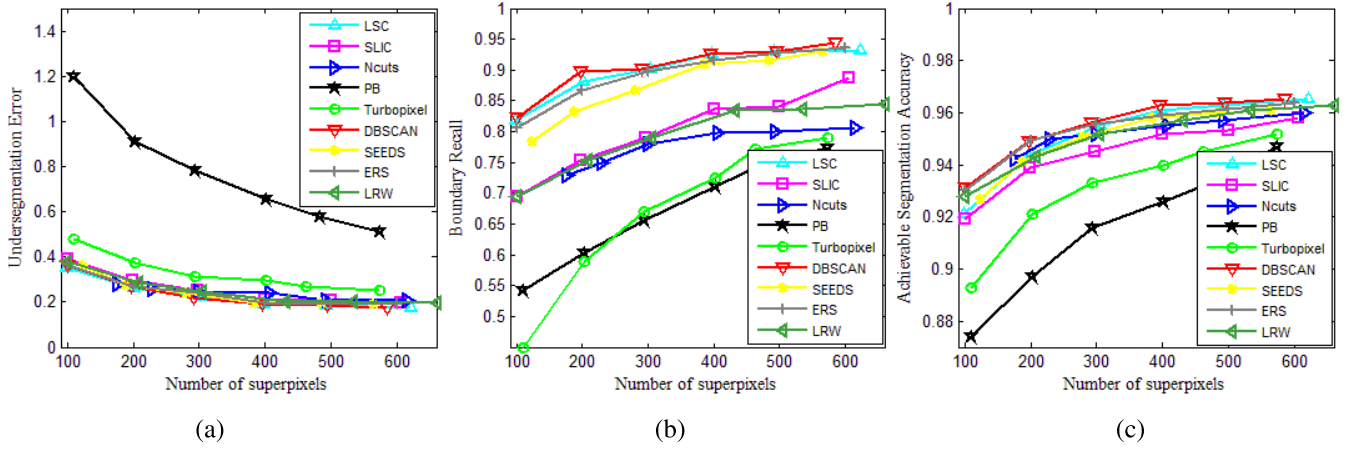 1.4
1.2
1
0.8
0.6
0.4
0.2
0
Undersegmentation Error
100 200 300 400 500 600
Number of superpixels
LSC
SLIC
Ncuts
PB
Turbopixel
DBSCAN
SEEDS
ERS
LRW
(a)
1
0.95
0.9
0.85
0.8
0.75
0.7
0.65
0.6
0.55
0.5
Boundary Recall
100 200 300 400 500 600
Number of superpixels
LSC
SLIC
Ncuts
PB
Turbopixel
DBSCAN
SEEDS
ERS
LRW
(b)
1
0.98
0.96
0.94
0.92
0.9
0.88
Achievable Segmentation Accuracy
100 200 300 400 500 600
Number of superpixels
LSC
SLIC
Ncuts
PB
Turbopixel
DBSCAN
SEEDS
ERS
LRW
(c)